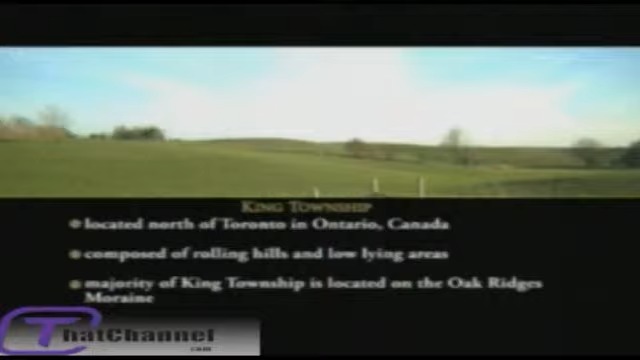 KING TOWNSHIP
located north of Toronto in Ontario, Canada
composed of rolling hills and low lying areas
majority of King Township is located on the Oak Ridges
Moraine
ThatChannel
.com